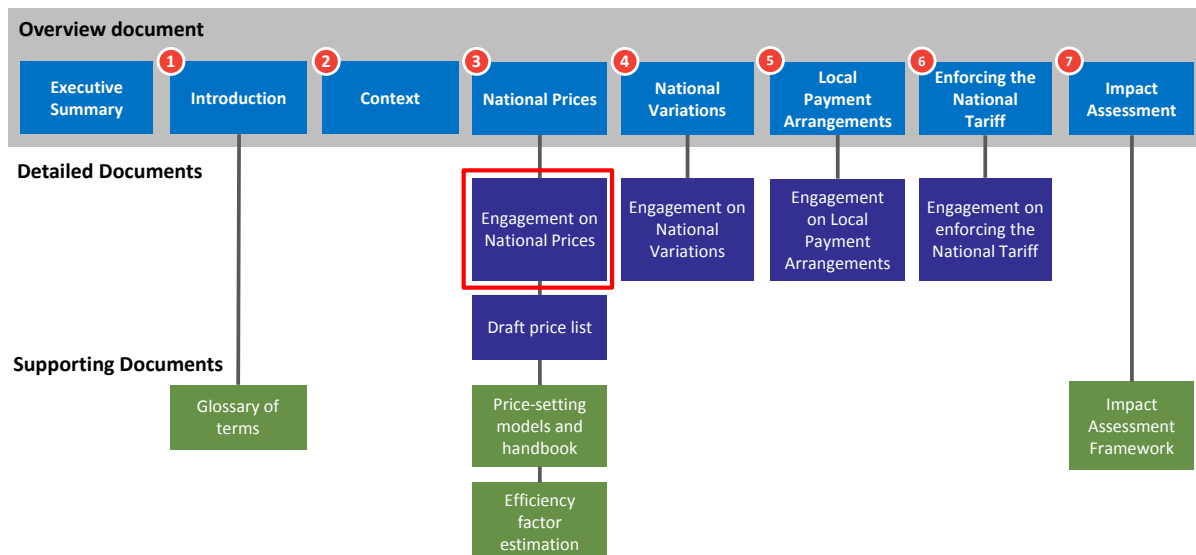 Overview document
1
2
3
4
5
6
7
Executive
Summary
Introduction
Context
National Prices
National
Variations
Local
Payment
Arrangements
Enforcing the
National
Tariff
Impact
Assessment
Detailed Documents
Engagement on
National Prices
Engagement on
National
Variations
Engagement
on Local
Payment
Arrangements
Engagement on
enforcing the
National Tariff
Draft price list
Supporting Documents
Glossary of
terms
Price-setting
models and
handbook
Impact
Assessment
Framework
Efficiency
factor
estimation